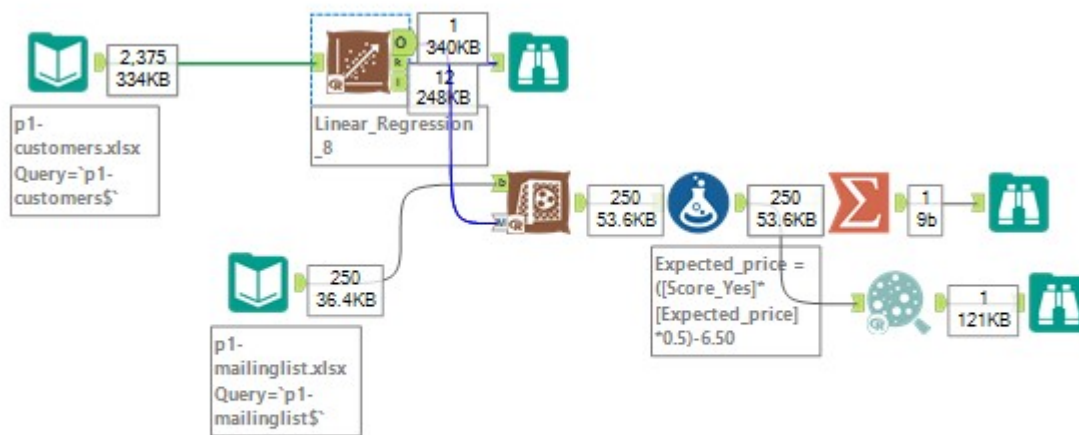 1
2,375
334KB
O
340KB
R
12
I
248KB
p1-
customers.xlsx
Query=`p1-
customers$`
Linear_Regression
_8
D
250
53.6KB
250
53.6KB
1
9b
M
R
250
36.4KB
Expected_price =
([Score_Yes]*
[Expected_price]
*0.5)-6.50
1
121KB
p1-
mailinglist.xlsx
Query=`p1-
mailinglist$`